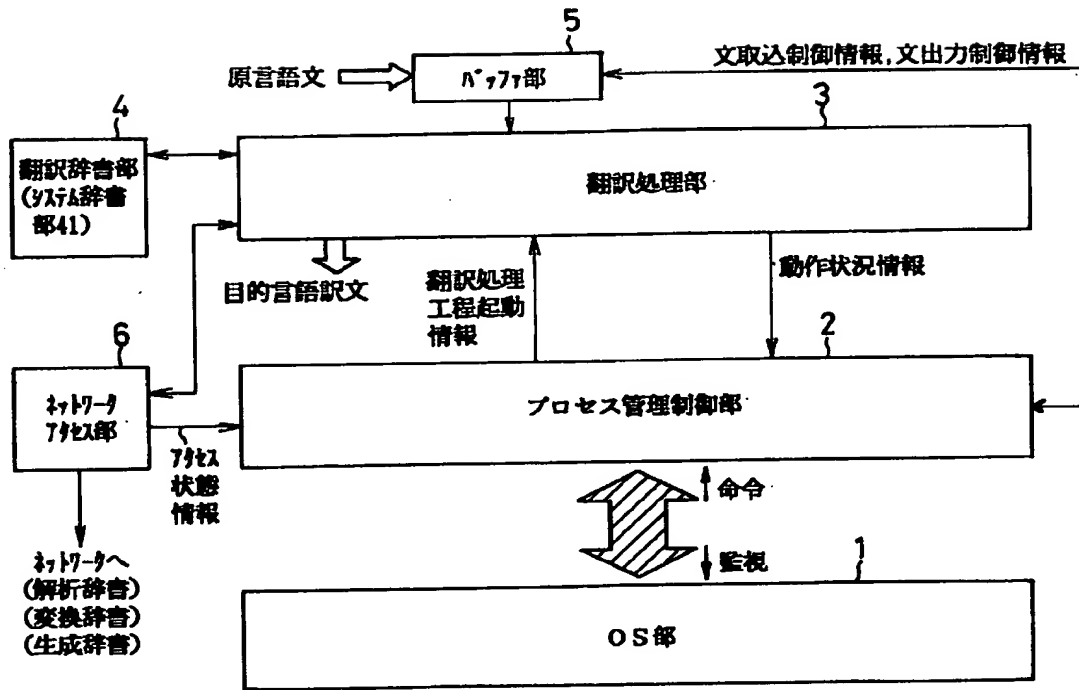 5
文取込制御情報,文出力制御情報
原言語文
バッファ部
3
4
翻訳辞書部
(システム辞書
部41)
翻訳処理部
目的言語訳文
翻訳処理
工程起動
情報
動作状況情報
6
2
ネットワーク
アクセス部
プロセス管理制御部
アクセス
状態
情報
命令
ネットワークへ
(解析辞書)
(変換辞書)
(生成辞書)
監視
1
OS部